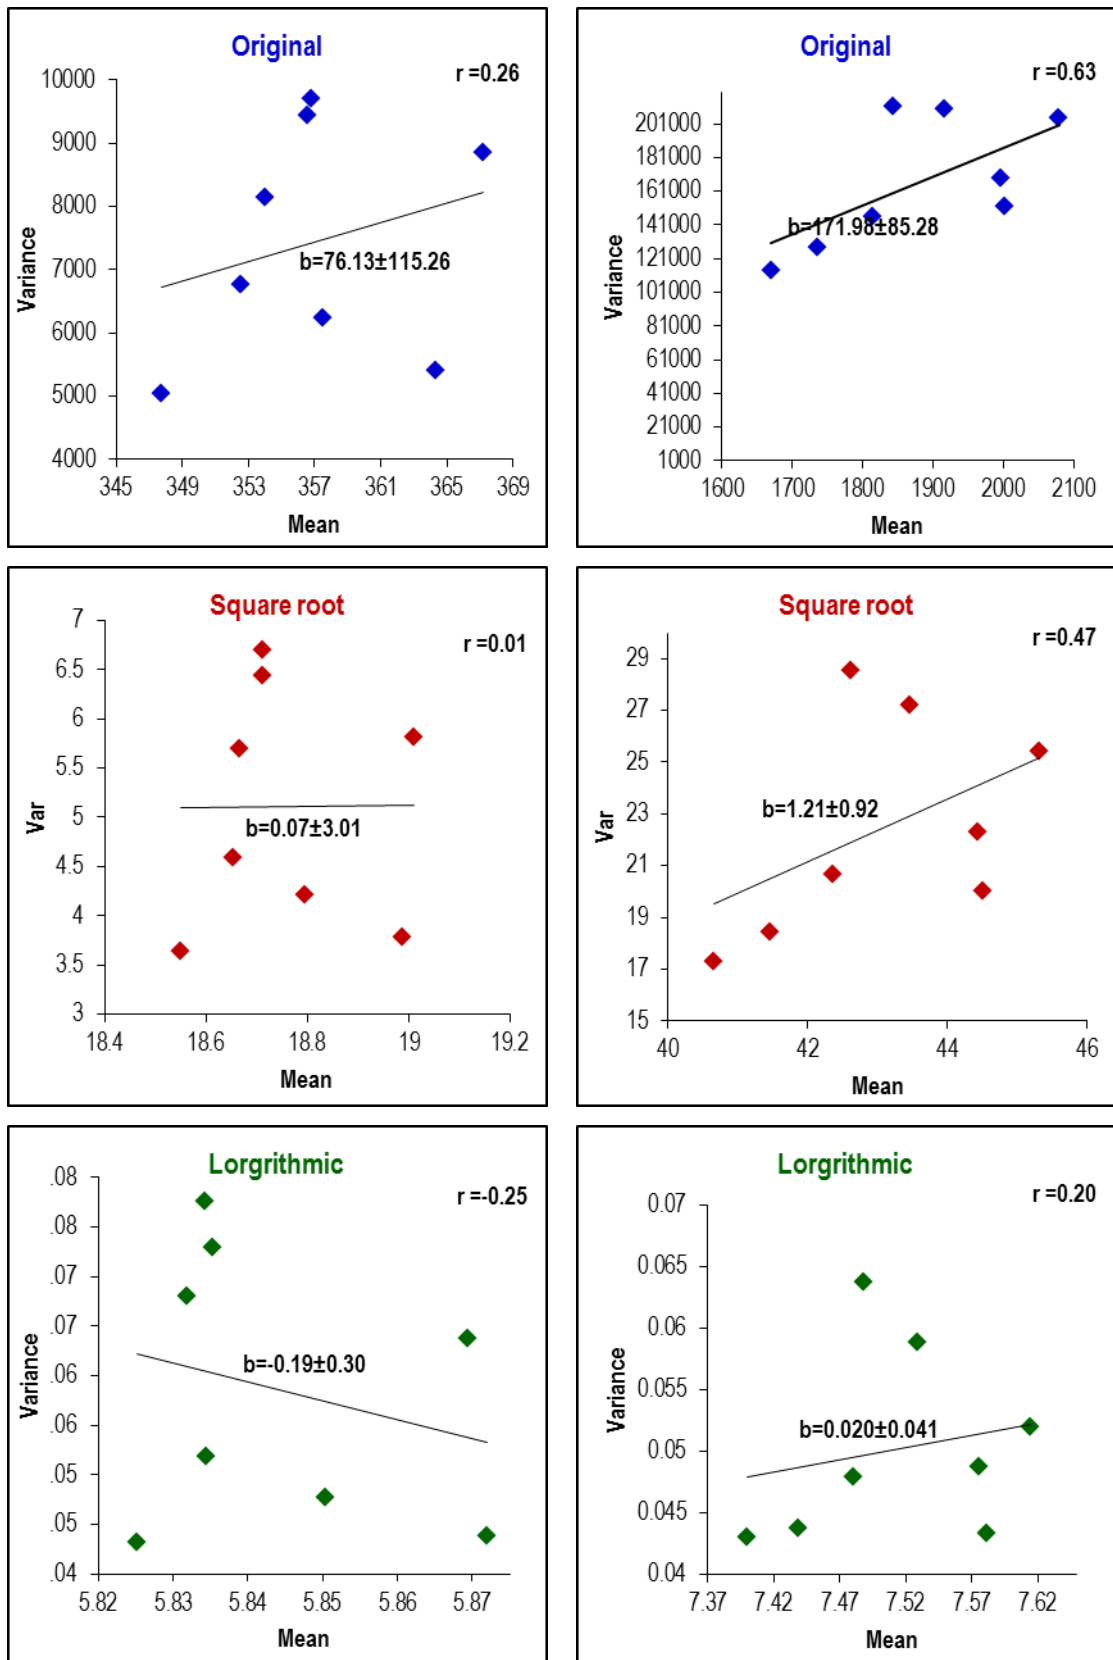 Original
r =0.26
10000
9000
8000
7000
6000
5000
4000
Variance
b=76.13±115.26
345 349 353 357 361 365 369
Mean
Original
r =0.63
201000
181000
161000
141000
121000
101000
81000
61000
41000
21000
1000
Variance
b=171.98±85.28
1600 1700 1800 1900 2000 2100
Mean
Square root
r =0.01
7
6.5
6
5.5
5
4.5
4
3.5
3
Var
b=0.07±3.01
18.4 18.6 18.8 19 19.2
Mean
Square root
r =0.47
29
27
25
23
21
19
17
15
Var
b=1.21±0.92
40 42 44 46
Mean
Lorgrithmic
r =-0.25
.08
.08
.07
.07
.06
.06
.05
.05
.04
Variance
b=-0.19±0.30
5.82 5.83 5.84 5.85 5.86 5.87
Mean
Lorgrithmic
r =0.20
0.07
0.065
0.06
0.055
0.05
0.045
0.04
Variance
b=0.020±0.041
7.37 7.42 7.47 7.52 7.57 7.62
Mean